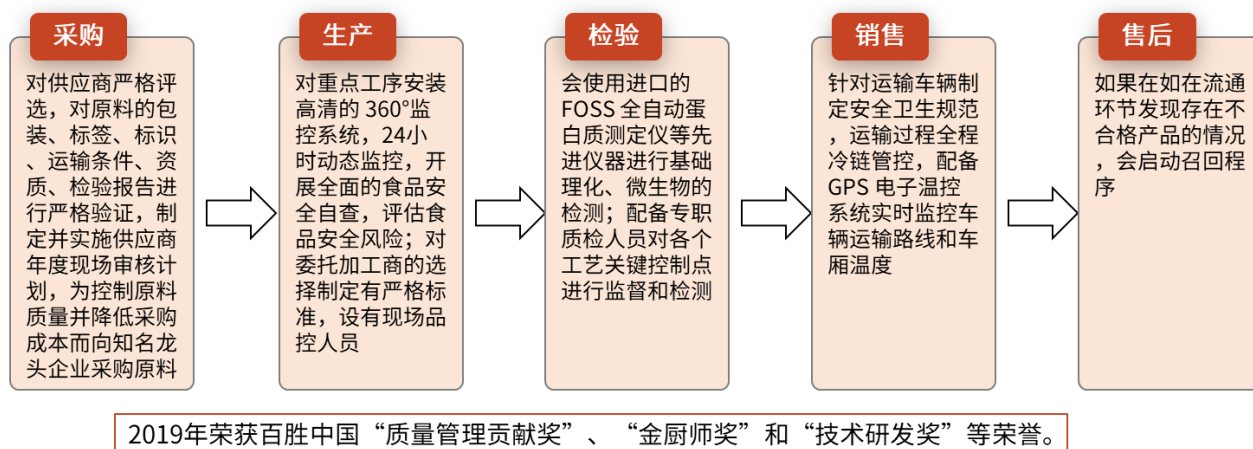 采购
对供应商严格评
选，对原料的包
装、标签、标识
、运输条件、资
质、检验报告进
行严格验证，制
定并实施供应商
年度现场审核计
划，为控制原料
质量并降低采购
成本而向知名龙
头企业采购原料
生产
对重点工序安装
高清的 360°监
控系统，24小
时动态监控，开
展全面的食品安
全自查，评估食
品安全风险；对
委托加工商的选
择制定有严格标
准，设有现场品
控人员
检验
会使用进口的
FOSS 全自动蛋
白质测定仪等先
进仪器进行基础
理化、微生物的
检测；配备专职
质检人员对各个
工艺关键控制点
进行监督和检测
销售
针对运输车辆制
定安全卫生规范
，运输过程全程
冷链管控，配备
GPS 电子温控
系统实时监控车
辆运输路线和车
厢温度
售后
如果在如在流通
环节发现存在不
合格产品的情况
，会启动召回程
序
2019年荣获百胜中国“质量管理贡献奖”、“金厨师奖”和“技术研发奖”等荣誉。